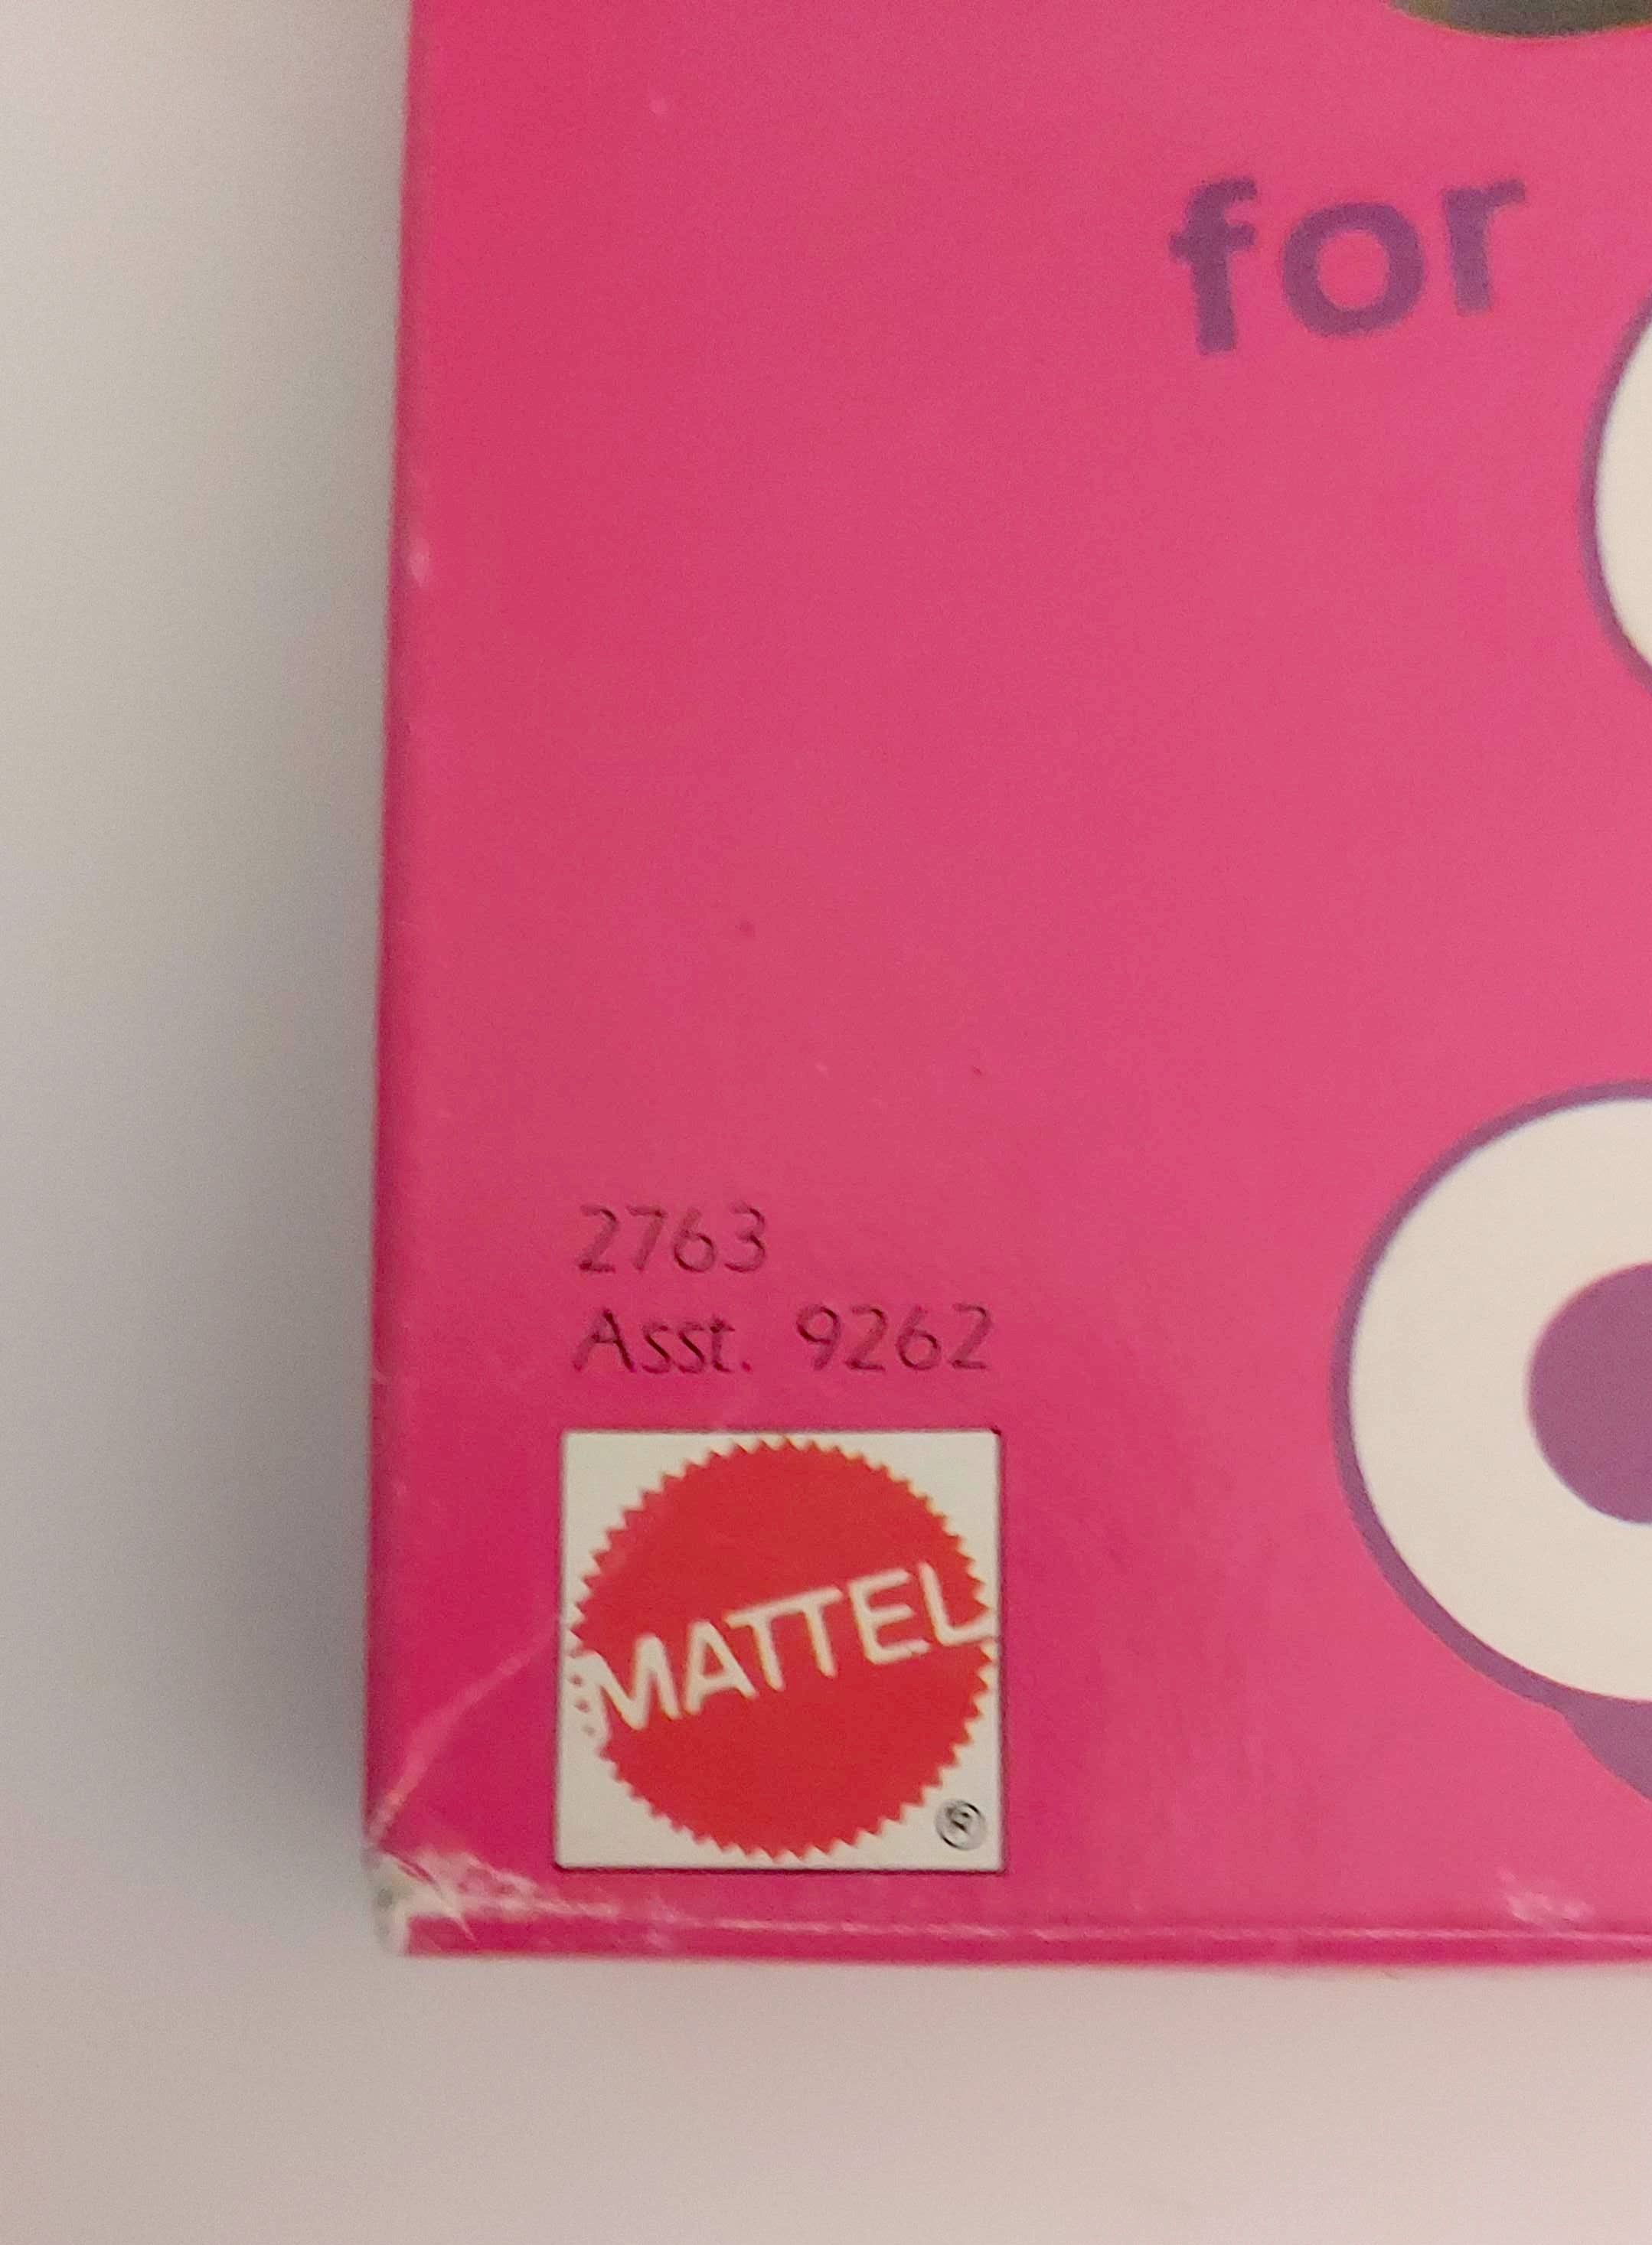 for
2763
Asst. 9262
MATTEL
®